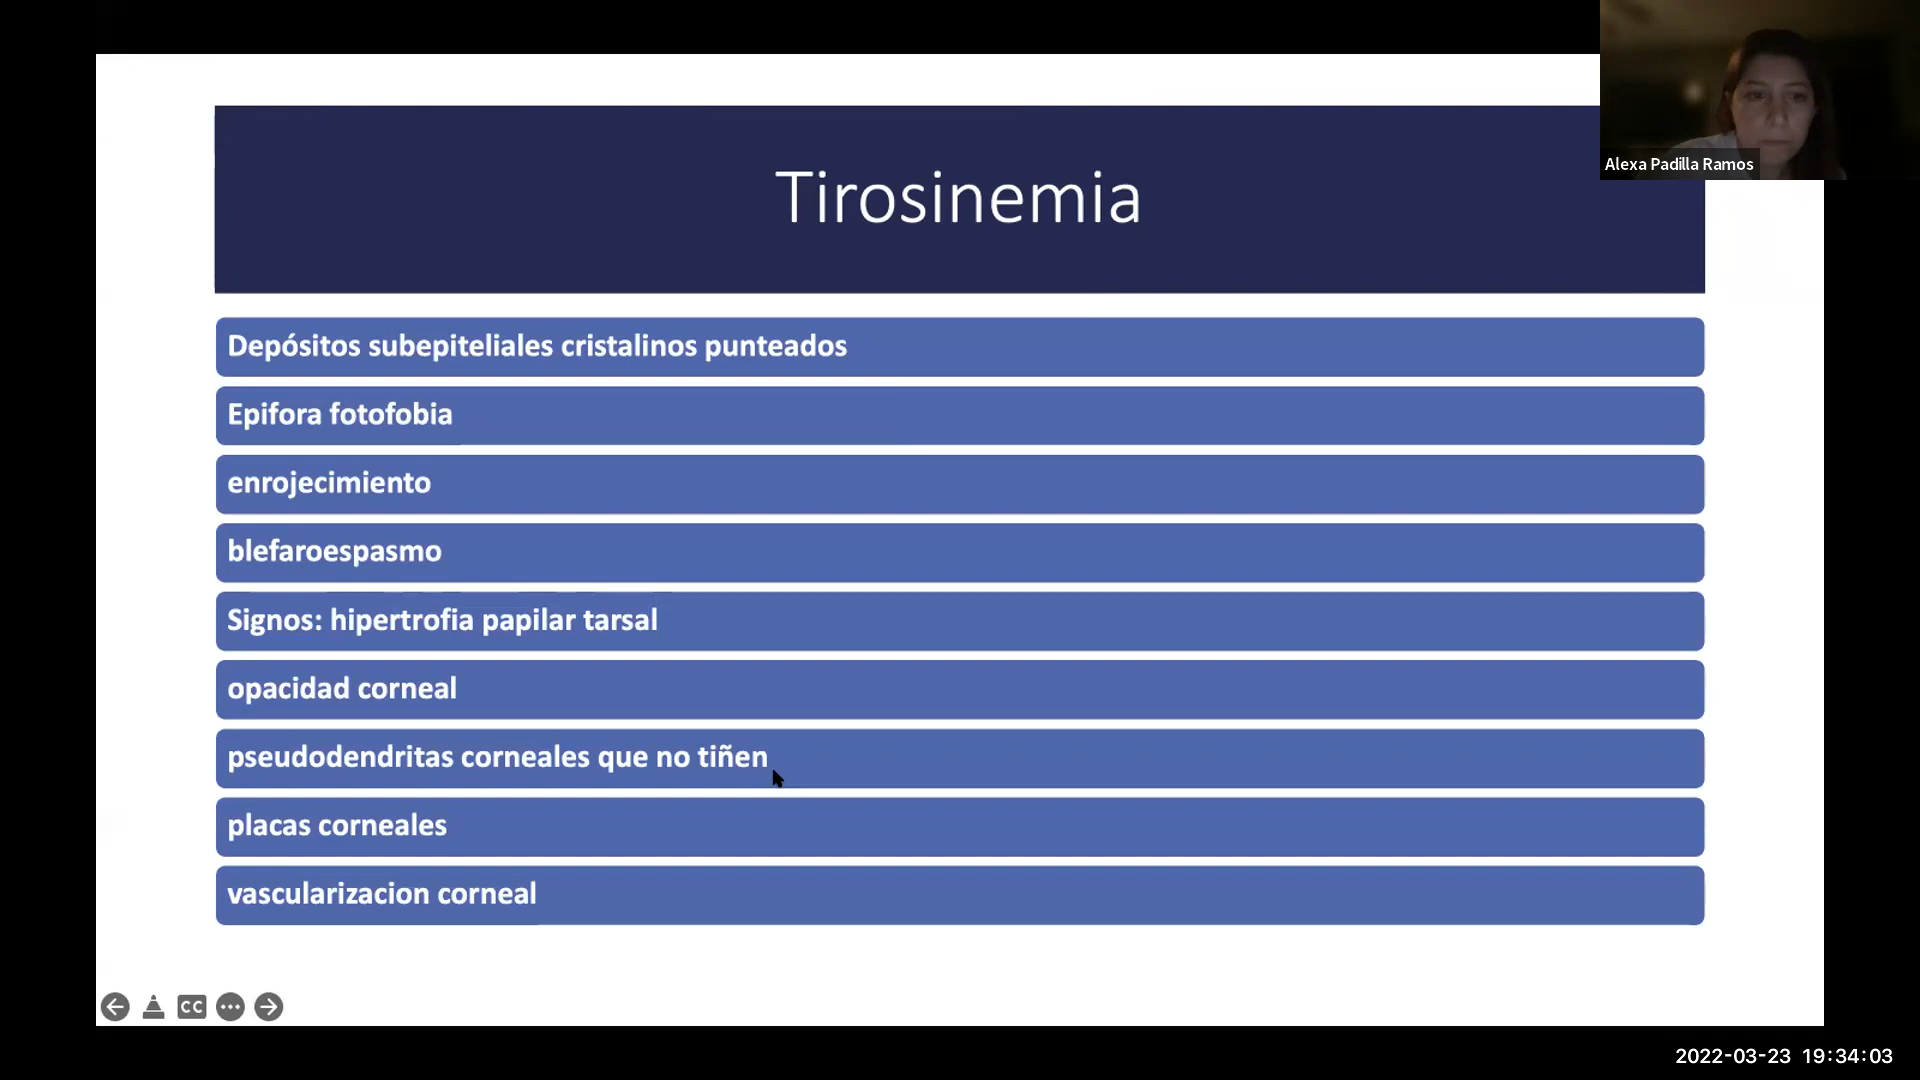 Alexa Padilla Ramos
Tirosinemia
Depósitos subepiteliales cristalinos punteados
Epifora fotofobia
enrojecimiento
blefaroespasmo
Signos: hipertrofia papilar tarsal
opacidad corneal
pseudodendritas corneales que no tiñen
placas corneales
vascularizacion corneal
CC
2022-03-23 19:34:03